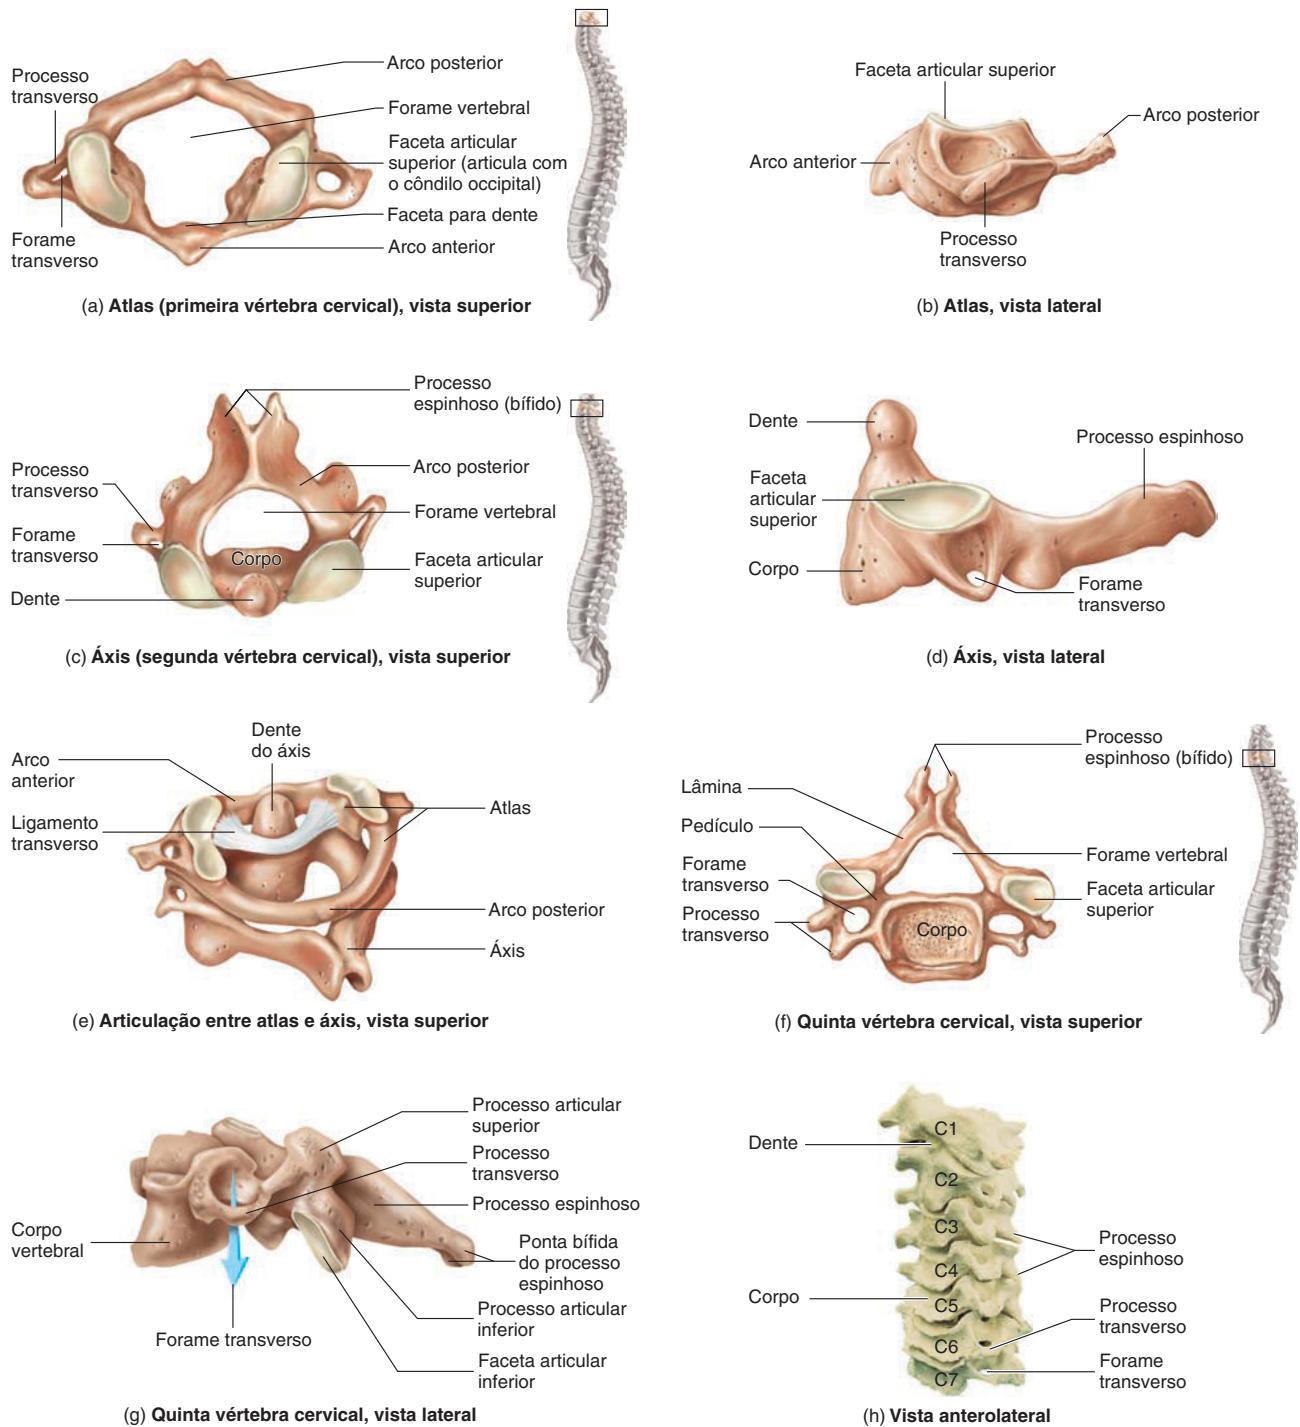 Processo
transverso
Arco posterior
Forame vertebral
Faceta articular
superior (articula com
o côndilo occipital)
Faceta para dente
Forame
transverso
Arco anterior
(a) Atlas (primeira vértebra cervical), vista superior
Faceta articular superior
Arco posterior
Arco anterior
Processo
transverso
(b) Atlas, vista lateral
Processo
espinhoso (bífido)
Processo
transverso
Arco posterior
Forame
transverso
Forame vertebral
Corpo
Faceta articular
superior
Dente
(c) Áxis (segunda vértebra cervical), vista superior
Dente
Processo espinhoso
Faceta
articular
superior
Corpo
Forame
transverso
(d) Áxis, vista lateral
Dente
do áxis
Arco
anterior
Ligamento
transverso
Atlas
Arco posterior
Áxis
(e) Articulação entre atlas e áxis, vista superior
Processo
espinhoso (bífido)
Lâmina
Pedículo
Forame
transverso
Forame vertebral
Faceta articular
superior
Processo
transverso
Corpo
(f) Quinta vértebra cervical, vista superior
Processo articular
superior
Processo
transverso
Processo espinhoso
Corpo
vertebral
Ponta bífida
do processo
espinhoso
Processo articular
inferior
Forame transverso
Faceta articular
inferior
(g) Quinta vértebra cervical, vista lateral
C1
Dente
C2
C3
Processo
espinhoso
C4
Corpo
C5
Processo
transverso
C6
Forame
transverso
C7
(h) Vista anterolateral